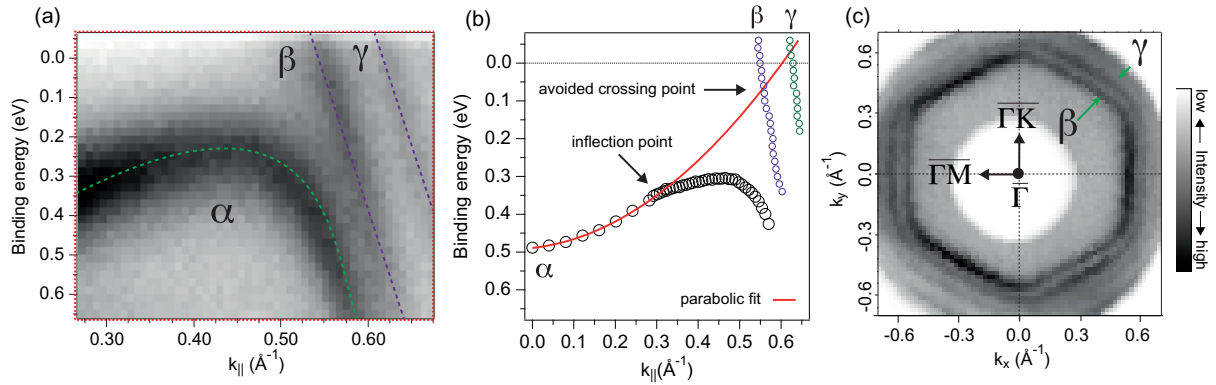 (a)
β
γ
α
0.0
0.1
0.2
0.3
0.4
0.5
0.6
Binding energy (eV)
0.30
0.40
0.50
0.60
k|| (Å-1)
(b)
β
γ
avoided crossing point
inflection point
α
parabolic fit
0.0
0.1
0.2
0.3
0.4
0.5
0.6
Binding energy (eV)
0.0
0.1
0.2
0.3
0.4
0.5
0.6
k||(Å-1)
(c)
γ
β
ΓK
ΓM
Γ
0.6
0.3
0.0
-0.3
-0.6
ky (Å-1)
-0.6
-0.3
0.0
0.3
0.6
kx (Å-1)
low ← Intensity → high